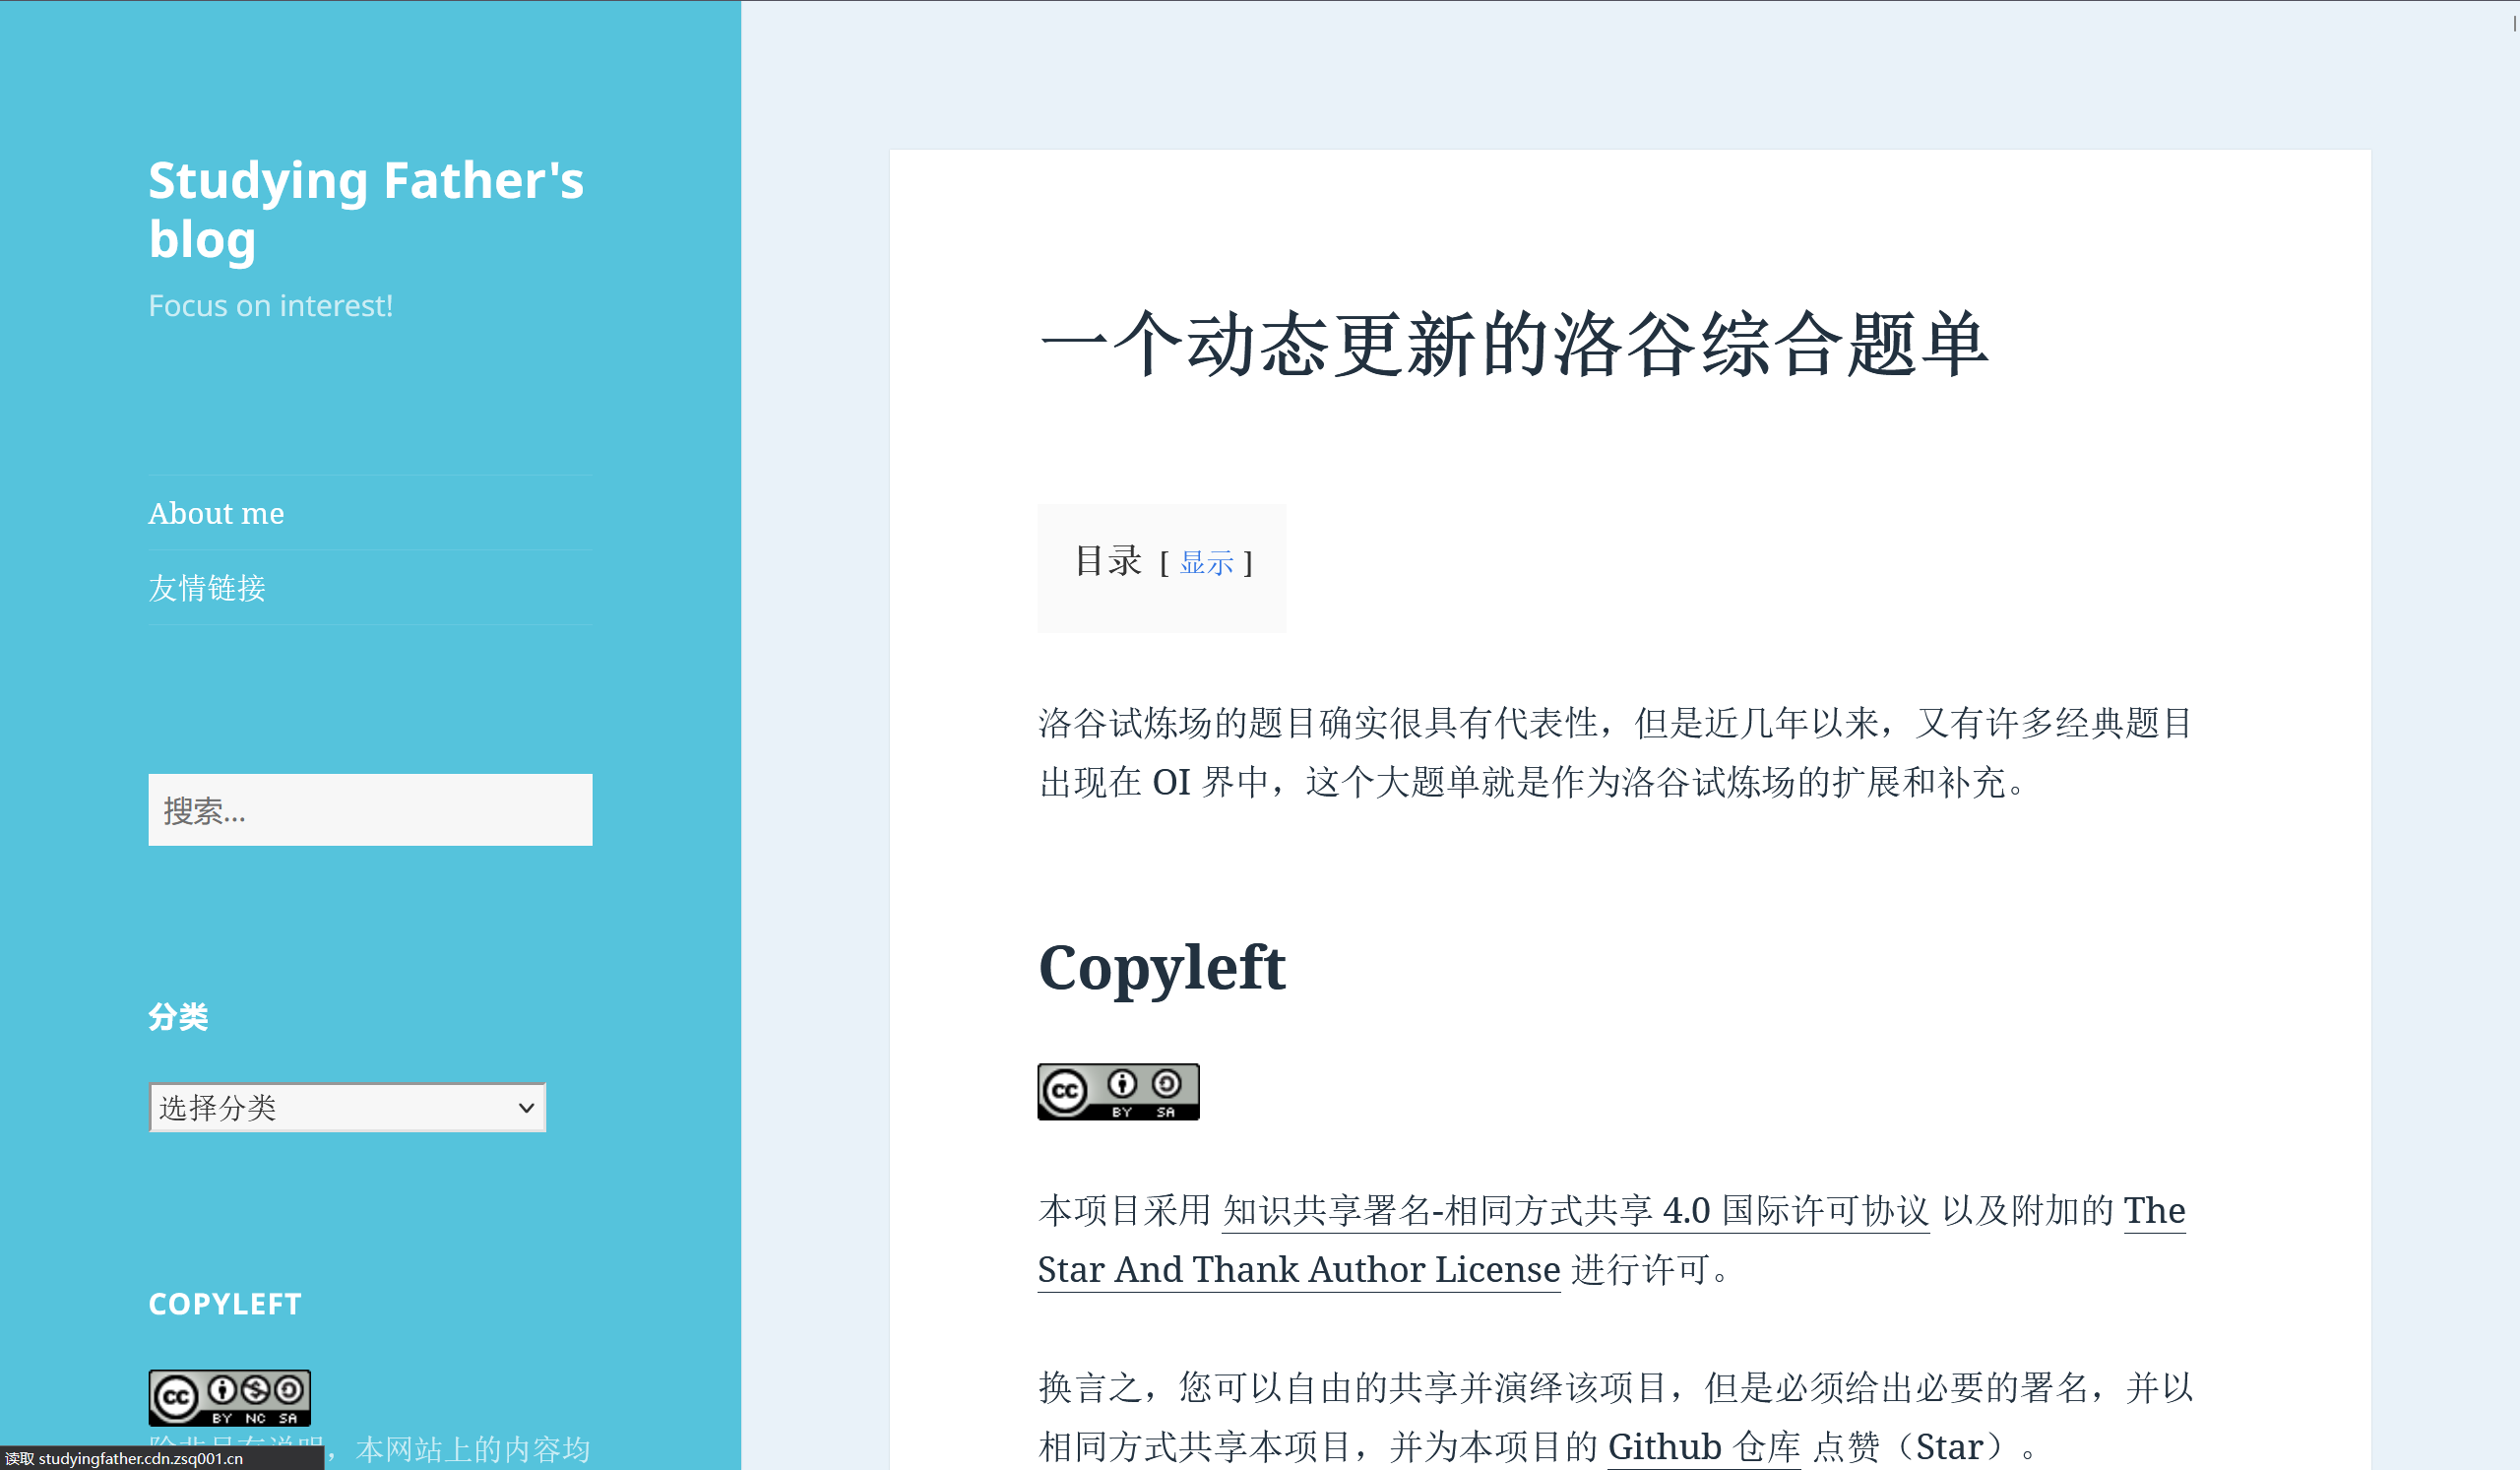 Studying Father's
blog
Focus on interest!
About me
友情链接
搜索...
分类
选择分类
COPYLEFT
CC BY NC SA
，本网站上的内容均
读取 studyingfather.cdn.zsq001.cn
一个动态更新的洛谷综合题单
目录 [ 显示 ]
洛谷试炼场的题目确实很具有代表性，但是近几年以来，又有许多经典题目
出现在 OI 界中，这个大题单就是作为洛谷试炼场的扩展和补充。
Copyleft
CC BY SA
本项目采用 知识共享署名-相同方式共享 4.0 国际许可协议 以及附加的 The
Star And Thank Author License 进行许可。
换言之，您可以自由的共享并演绎该项目，但是必须给出必要的署名，并以
相同方式共享本项目，并为本项目的 Github 仓库 点赞（Star）。